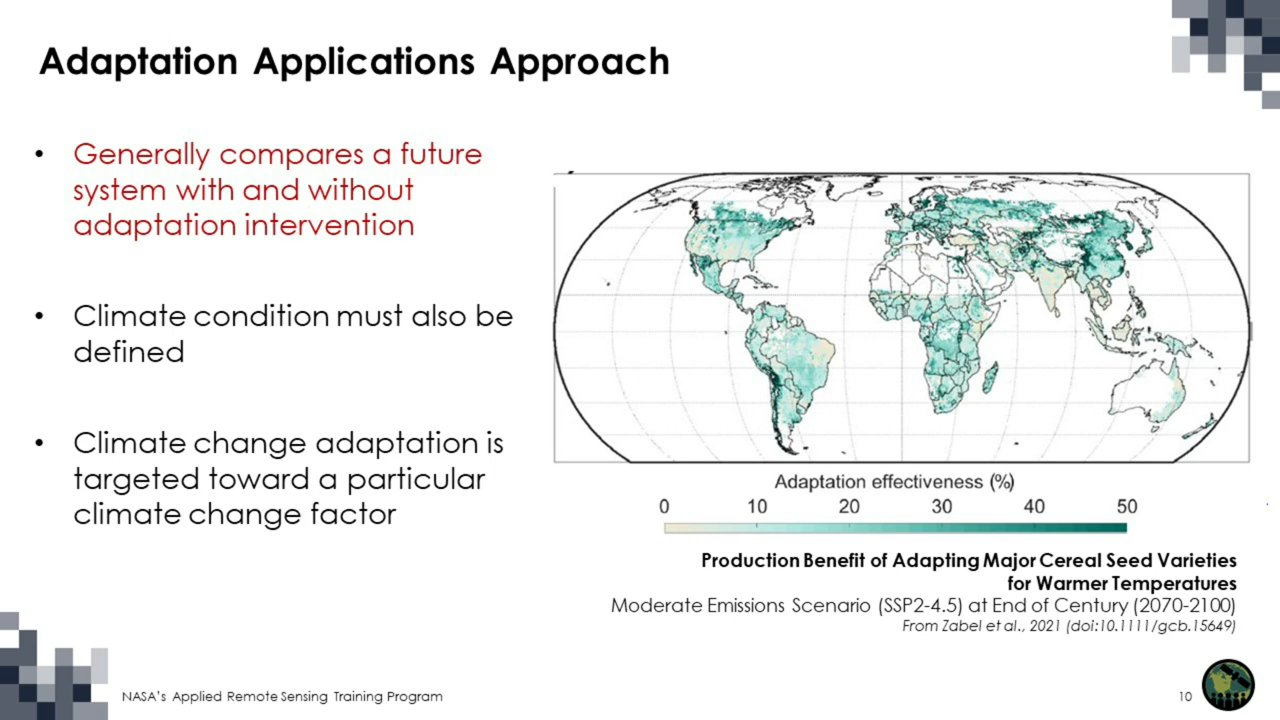 Adaptation Applications Approach
• Generally compares a future
system with and without
adaptation intervention
• Climate condition must also be
defined
• Climate change adaptation is
targeted toward a particular
climate change factor
Adaptation effectiveness (%)
0 10 20 30 40 50
Production Benefit of Adapting Major Cereal Seed Varieties
for Warmer Temperatures
Moderate Emissions Scenario (SSP2-4.5) at End of Century (2070-2100)
From Zabel et al., 2021 (doi:10.1111/gcb.15649)
NASA's Applied Remote Sensing Training Program
10